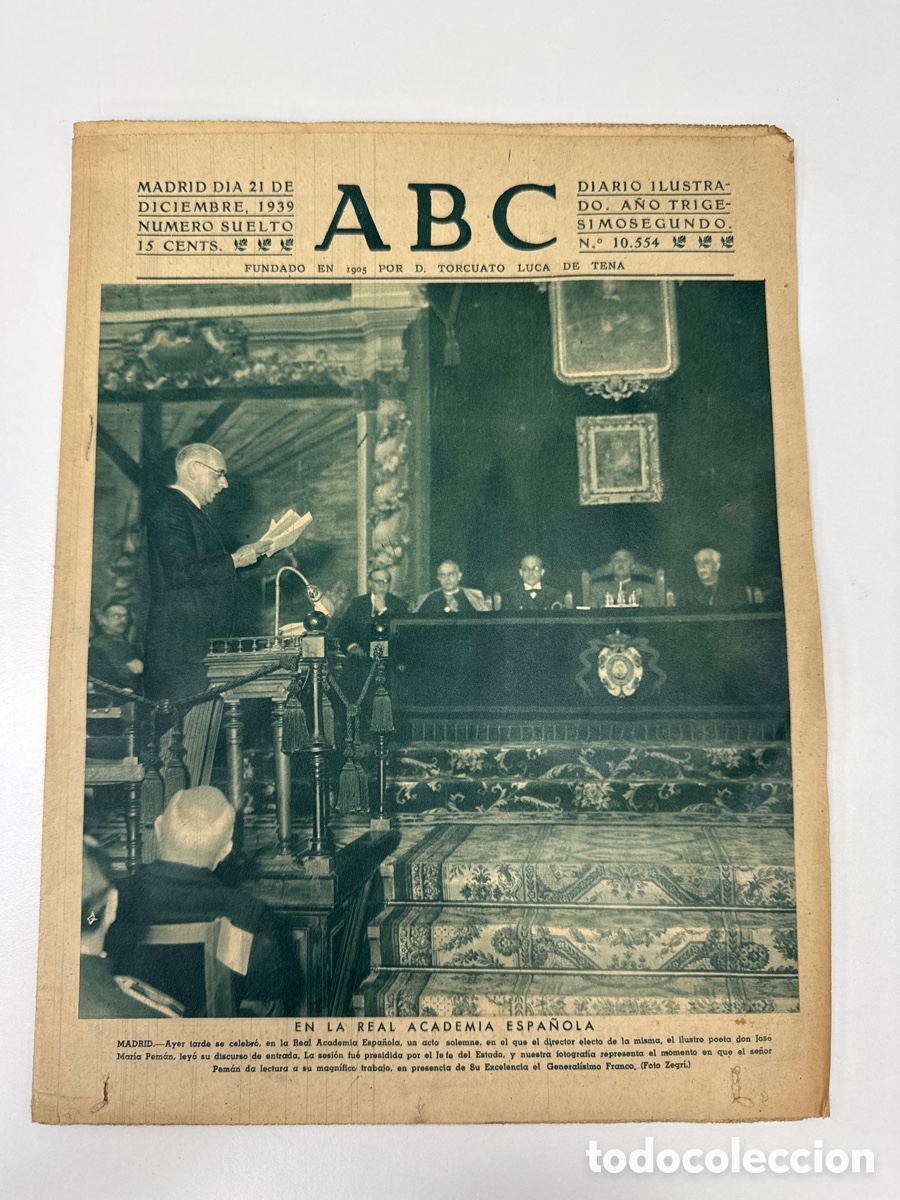 MADRID DIA 21 DE
DICIEMBRE, 1939
NUMERO SUELTO
15 CENTS.
ABC
DIARIO ILUSTRA-
DO. AÑO TRIGE-
SIMOSEGUNDO.
N.º 10.554
FUNDADO EN 1905 POR D. TORCUATO LUCA DE TENA
EN LA REAL ACADEMIA ESPAÑOLA
MADRID.—Ayer tarde se celebró, en la Real Academia Española, un acto solemne, en el que el director electo de la misma, el ilustre poeta don José
María Pemán, leyó su discurso de entrada. La sesión fué presidida por el Jefe del Estado, y nuestra fotografía representa el momento en que el señor
Pemán da lectura a su magnífico trabajo, en presencia de Su Excelencia el Generalísimo Franco. (Foto Zegrí.)
todocoleccion